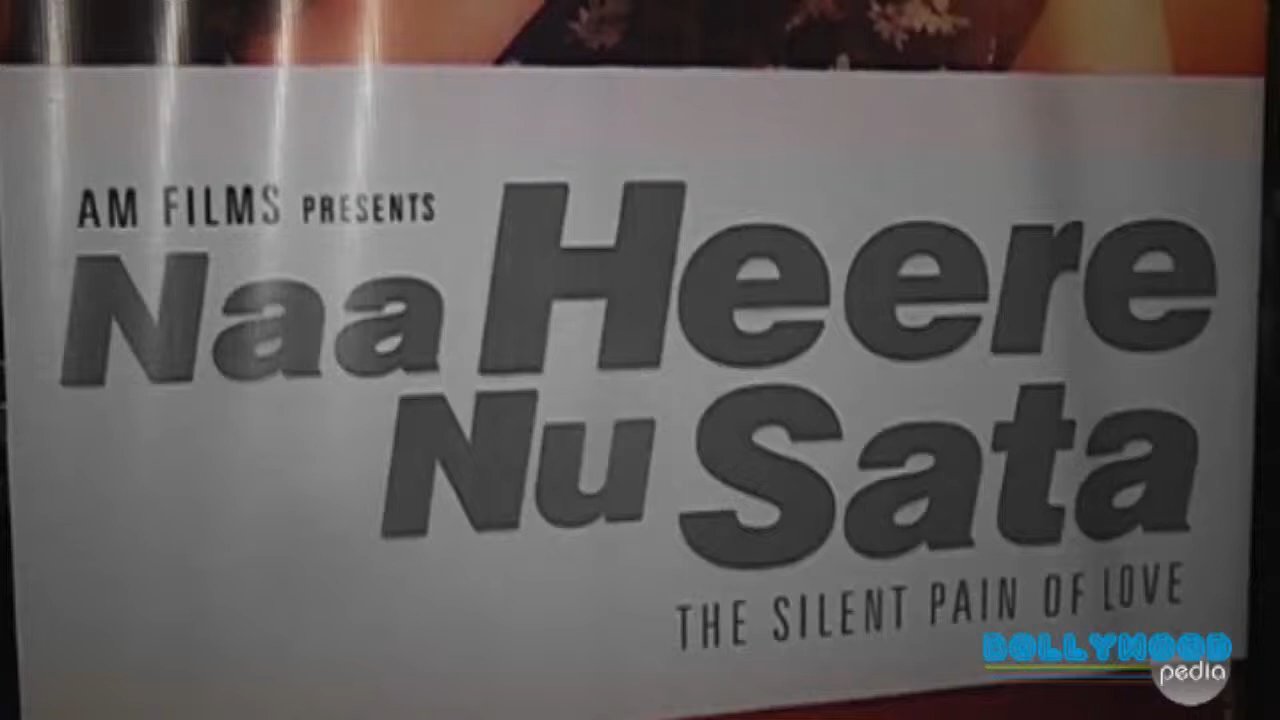 AM FILMS PRESENTS
Naa Heere
Nu Sata
THE SILENT PAIN OF LOVE
BOLLYWOOD
pedia